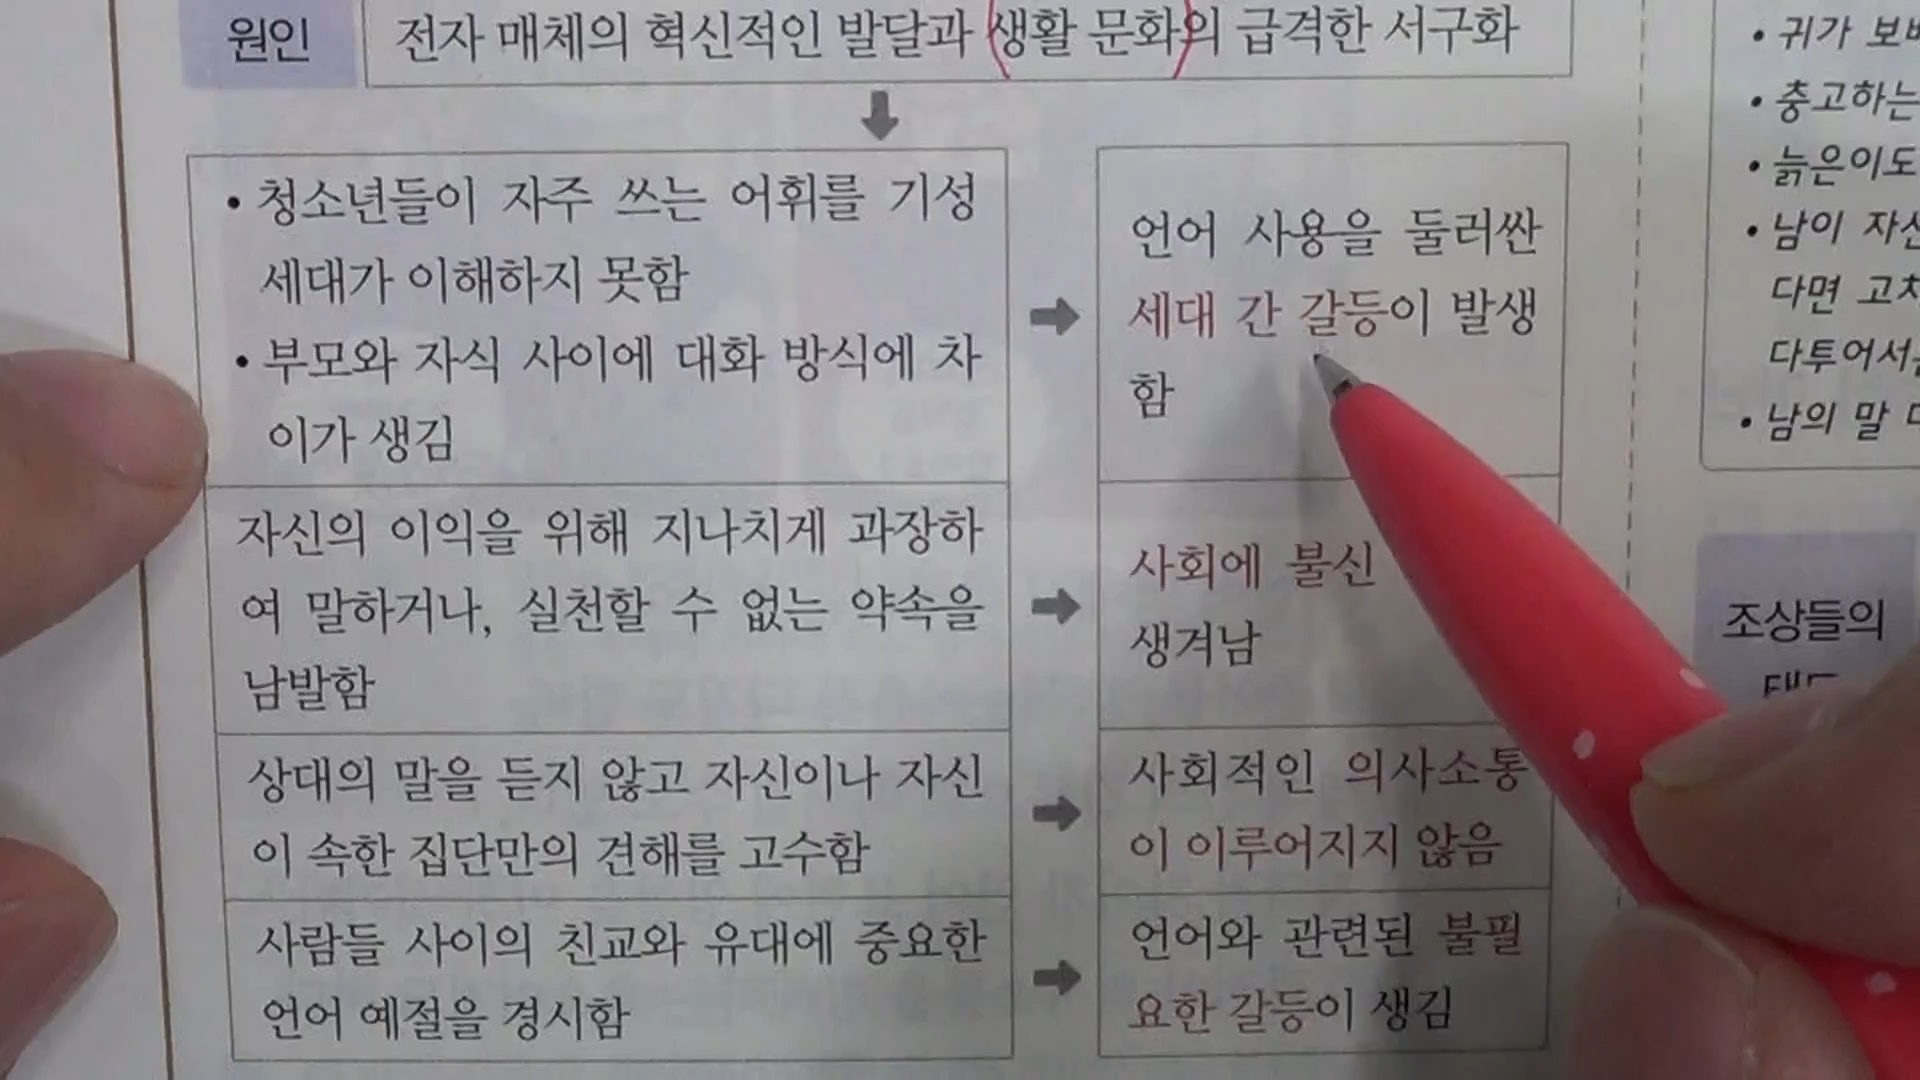 원인
전자 매체의 혁신적인 발달과 생활 문화의 급격한 서구화
• 청소년들이 자주 쓰는 어휘를 기성
세대가 이해하지 못함
• 부모와 자식 사이에 대화 방식에 차
이가 생김
언어 사용을 둘러싼
세대 간 갈등이 발생
함
자신의 이익을 위해 지나치게 과장하
여 말하거나, 실천할 수 없는 약속을
남발함
사회에 불신
생겨남
상대의 말을 듣지 않고 자신이나 자신
이 속한 집단만의 견해를 고수함
사회적인 의사소통
이 이루어지지 않음
사람들 사이의 친교와 유대에 중요한
언어 예절을 경시함
언어와 관련된 불필
요한 갈등이 생김
• 귀가
• 충고하는
• 늙은이도
• 남이
다면
• 남의 말
조상들의